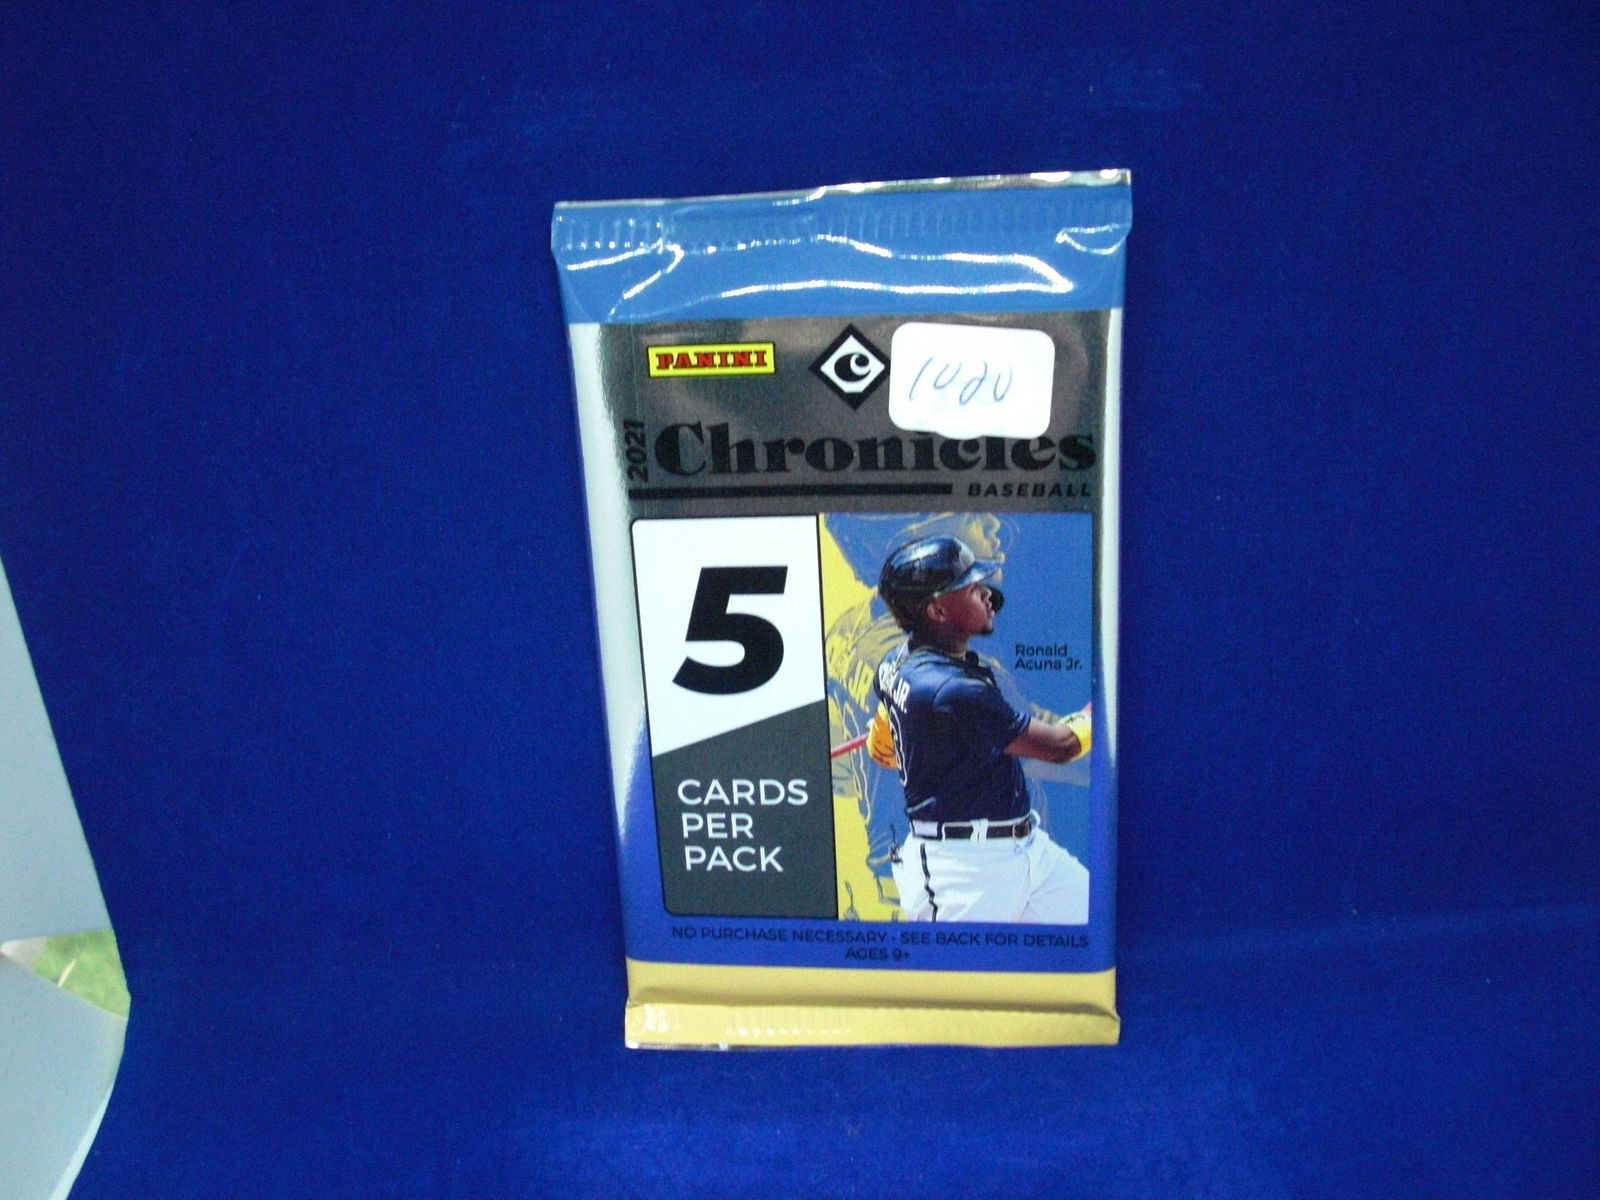 PANINI
C
1020
2021
Chronicles
BASEBALL
5
CARDS
PER
PACK
Ronald
Acuna Jr.
JR.
NO PURCHASE NECESSARY • SEE BACK FOR DETAILS
AGES 9+